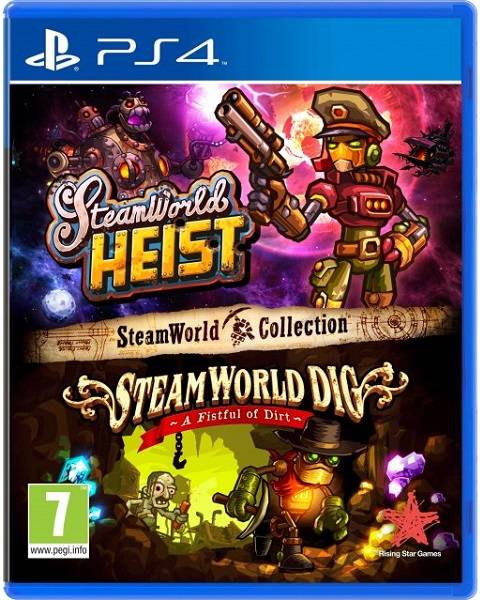 PS4
SteamWorld
HEIST
SteamWorld Collection
STEAMWORLD DIG
~ A Fistful of Dirt ~
7
www.pegi.info
Rising Star Games